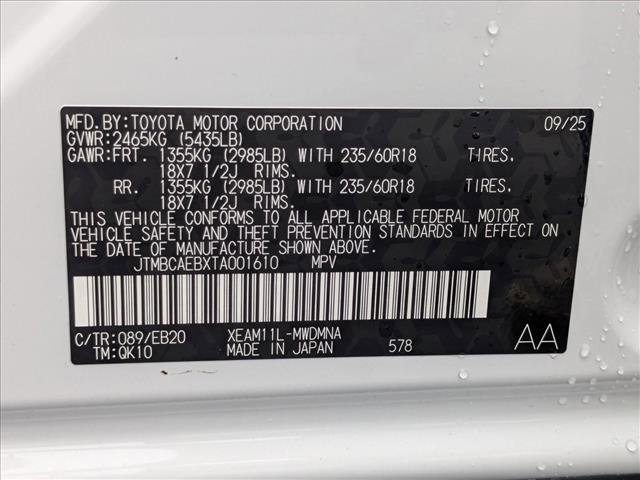 MFD.BY:TOYOTA MOTOR CORPORATION 09/25
GVWR:2465KG (5435LB)
GAWR:FRT. 1355KG (2985LB) WITH 235/60R18 TIRES.
18X7 1/2J RIMS.
RR. 1355KG (2985LB) WITH 235/60R18 TIRES.
18X7 1/2J RIMS.
THIS VEHICLE CONFORMS TO ALL APPLICABLE FEDERAL MOTOR
VEHICLE SAFETY AND THEFT PREVENTION STANDARDS IN EFFECT ON
THE DATE OF MANUFACTURE SHOWN ABOVE.
JTMBCAEBXTA001610 MPV
C/TR:089/EB20 XEAM11L-MWDMNA
TM:QK10 MADE IN JAPAN 578 AA